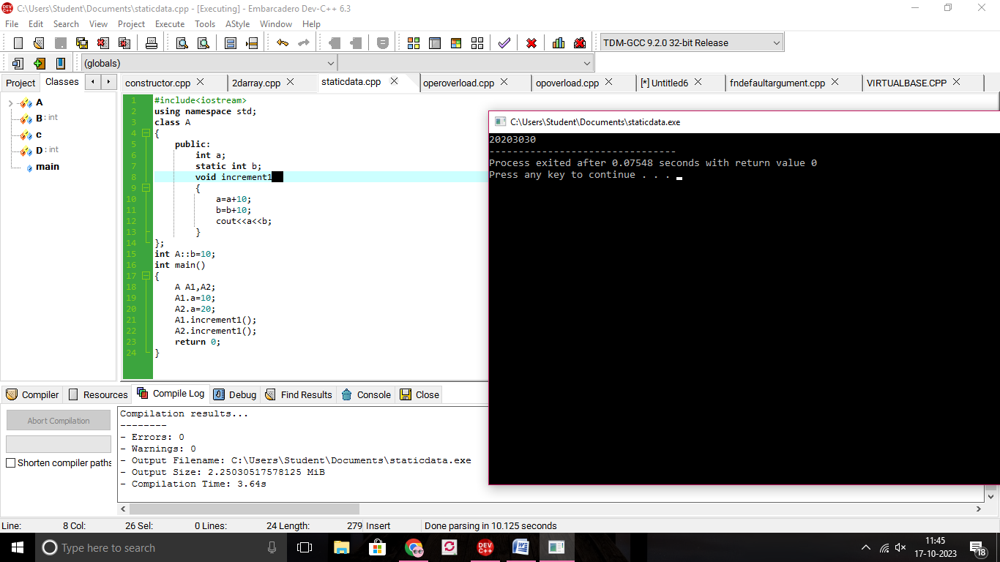 C:\Users\Student\Documents\staticdata.cpp - [Executing] - Embarcadero Dev-C++ 6.3
File Edit Search View Project Execute Tools AStyle Window Help
TDM-GCC 9.2.0 32-bit Release
(globals)
Project Classes
constructor.cpp 2darray.cpp staticdata.cpp operoverload.cpp opoverload.cpp [*] Untitled6 fndefaultargument.cpp VIRTUALBASE.CPP
A
B : int
c
D : int
main
1 #include<iostream>
2 using namespace std;
3 class A
4 {
5 public:
6 int a;
7 static int b;
8 void increment1
9 {
10 a=a+10;
11 b=b+10;
12 cout<<a<<b;
13 }
14 };
15 int A::b=10;
16 int main()
17 {
18 A A1,A2;
19 A1.a=10;
20 A2.a=20;
21 A1.increment1();
22 A2.increment1();
23 return 0;
24 }
C:\Users\Student\Documents\staticdata.exe
20203030
--------------------------------
Process exited after 0.07548 seconds with return value 0
Press any key to continue . . .
Compiler Resources Compile Log Debug Find Results Console Close
Abort Compilation
Shorten compiler paths
Compilation results...
--------
- Errors: 0
- Warnings: 0
- Output Filename: C:\Users\Student\Documents\staticdata.exe
- Output Size: 2.25030517578125 MiB
- Compilation Time: 3.64s
Line: 8 Col: 26 Sel: 0 Lines: 24 Length: 279 Insert Done parsing in 10.125 seconds
Type here to search
DEV C++
11:45
17-10-2023
18